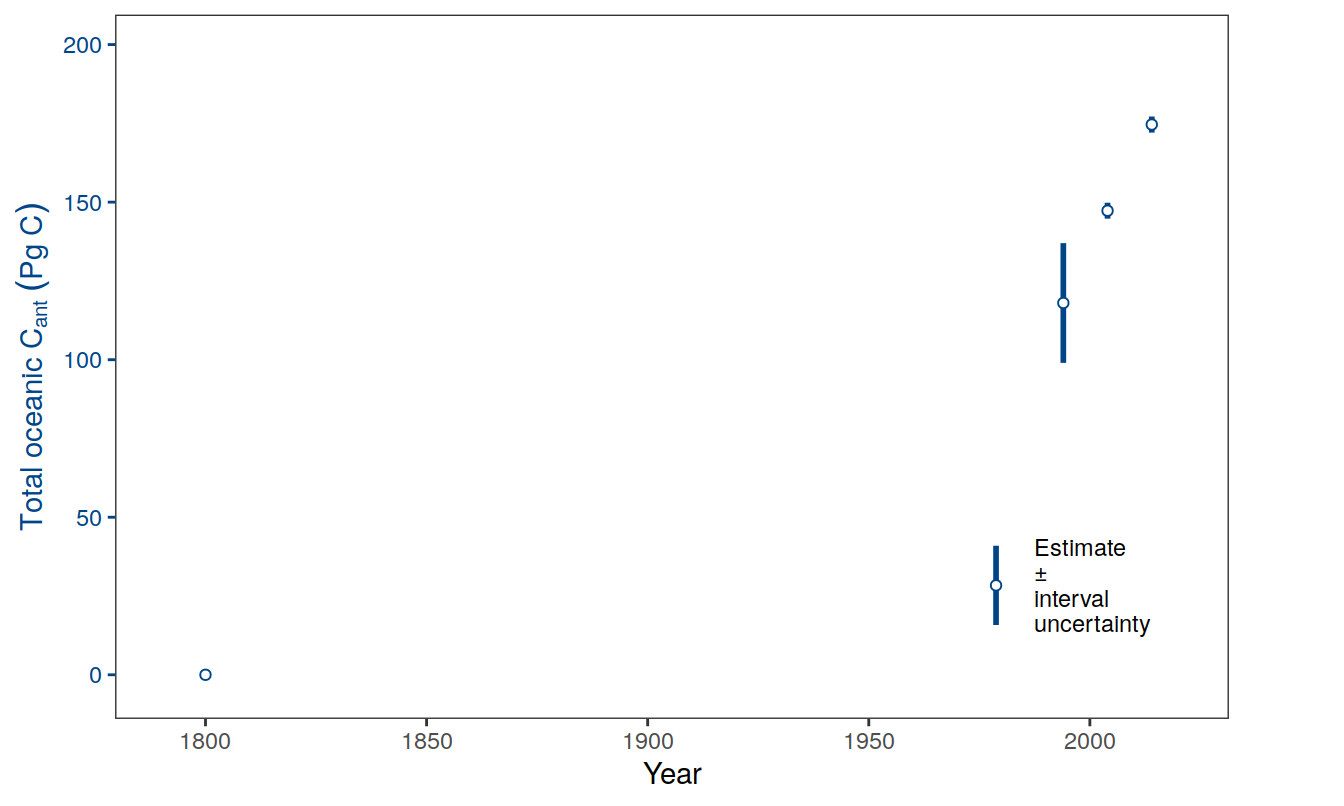 200
150
100
50
0
Total oceanic Cant (Pg C)
Estimate
±
interval
uncertainty
1800
1850
1900
1950
2000
Year